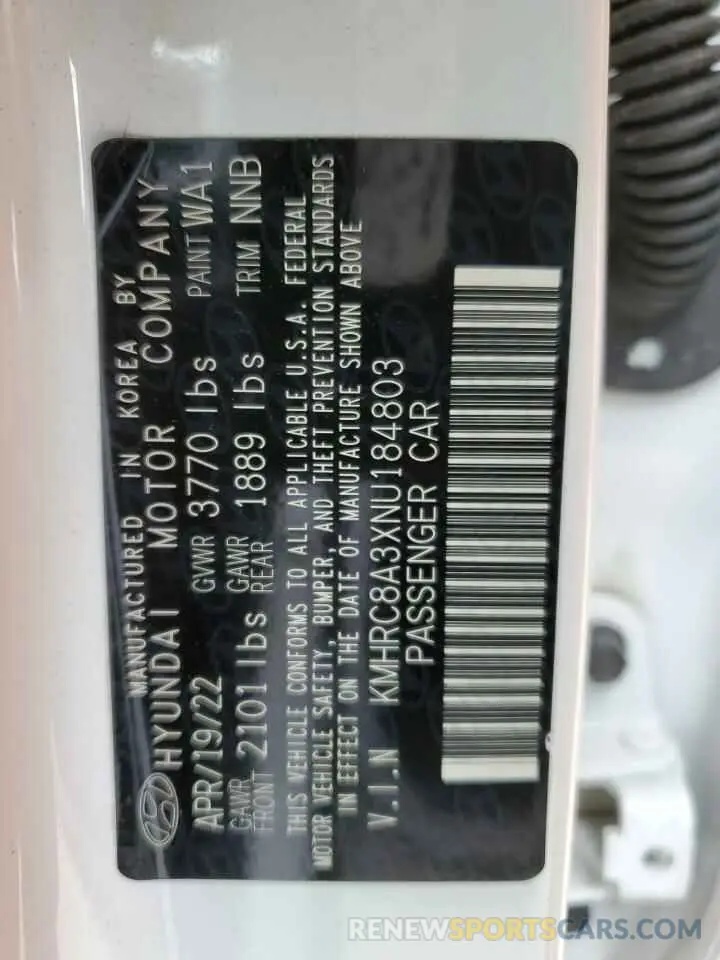 MANUFACTURED IN KOREA BY
HYUNDAI MOTOR COMPANY
APR/19/22 GVWR 3770 lbs PAINT WA1
GAWR FRONT 2101 lbs GAWR REAR 1889 lbs TRIM NNB
THIS VEHICLE CONFORMS TO ALL APPLICABLE U.S.A. FEDERAL
MOTOR VEHICLE SAFETY, BUMPER, AND THEFT PREVENTION STANDARDS
IN EFFECT ON THE DATE OF MANUFACTURE SHOWN ABOVE
V.I.N KMHRC8A3XNU184803
PASSENGER CAR
RENEWSPORTSCARS.COM